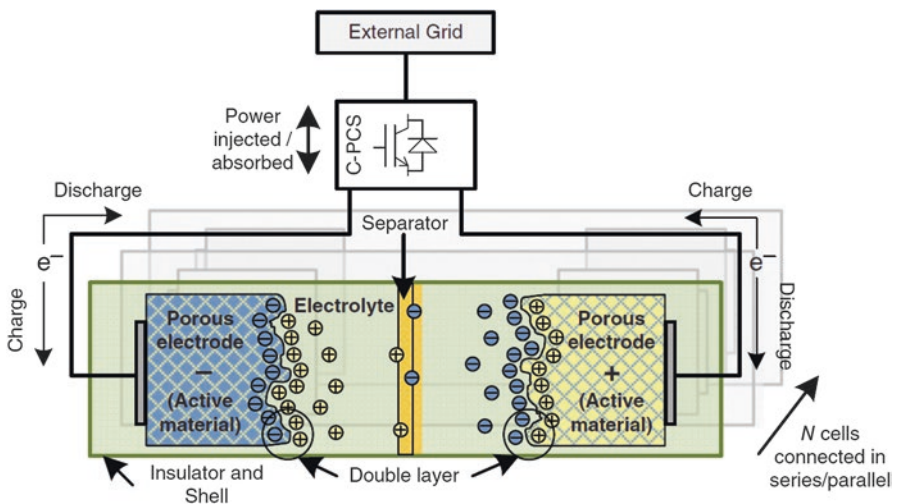 External Grid
Power
injected /
absorbed
C-PCS
Discharge
Charge
Separator
e–
e–
Charge
Discharge
Electrolyte
Porous
electrode
–
(Active
material)
Porous
electrode
+
(Active
material)
Insulator and
Shell
Double layer
N cells
connected in
series/parallel